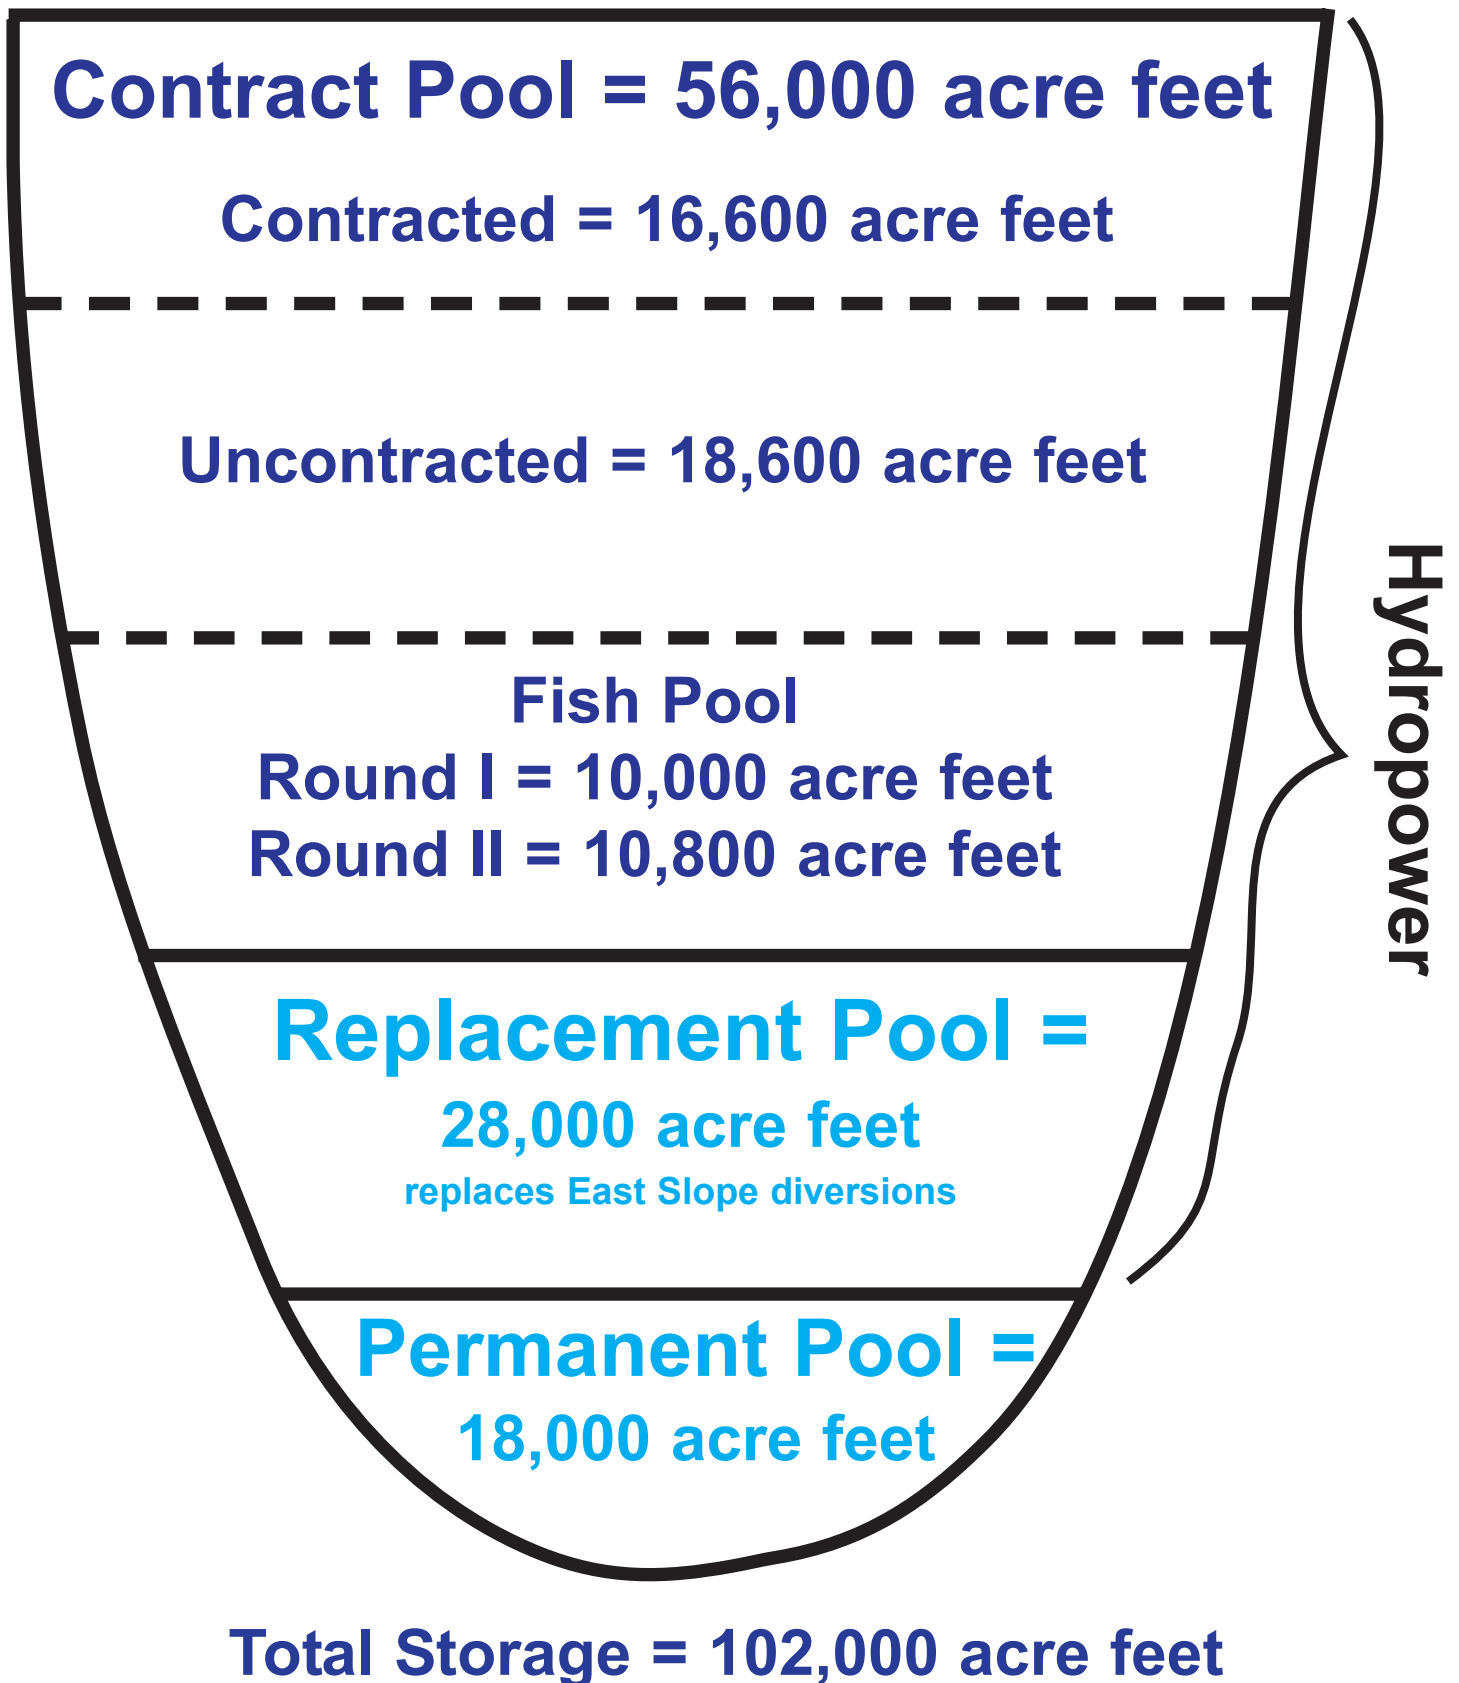 Contract Pool = 56,000 acre feet
Contracted = 16,600 acre feet
Uncontracted = 18,600 acre feet
Fish Pool
Round I = 10,000 acre feet
Round II = 10,800 acre feet
Hydropower
Replacement Pool =
28,000 acre feet
replaces East Slope diversions
Permanent Pool =
18,000 acre feet
Total Storage = 102,000 acre feet